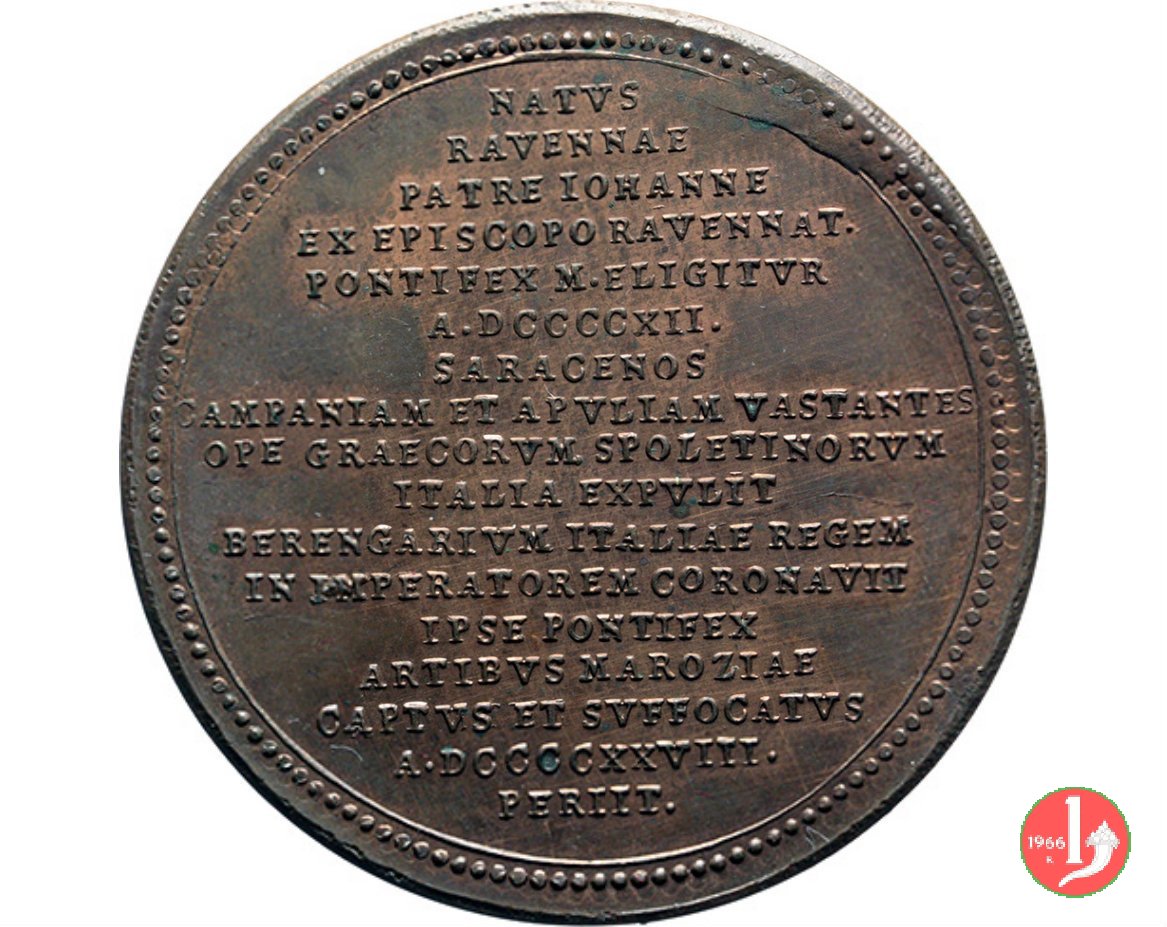 NATVS
RAVENNAE
PATRE IOHANNE
EX EPISCOPO RAVENNAT.
PONTIFEX M·ELIGITVR
A·DCCCCXII.
SARACENOS
CAMPANIAM ET APVLIAM VASTANTES
OPE GRAECORVM SPOLETINORVM
ITALIA EXPVLIT
BERENGARIVM ITALIAE REGEM
IN IMPERATOREM CORONAVIT
IPSE PONTIFEX
ARTIBVS MAROZIAE
CAPTVS ET SVFFOCATVS
A·DCCCCXXVIII.
PERIIT.
1966